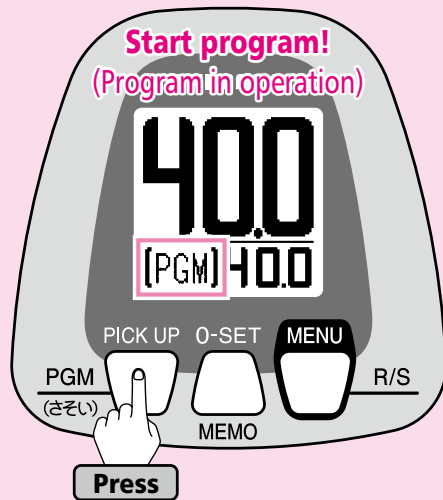 Start program!
(Program in operation)
40.0
[PGM] 40.0
PICK UP 0-SET MENU
PGM R/S
(さそい)
MEMO
Press